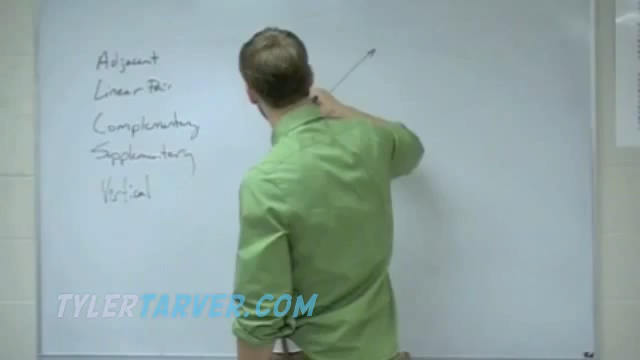 Adjacent
Linear Pair
Complementary
Supplementary
Vertical
TYLERTARVER.COM